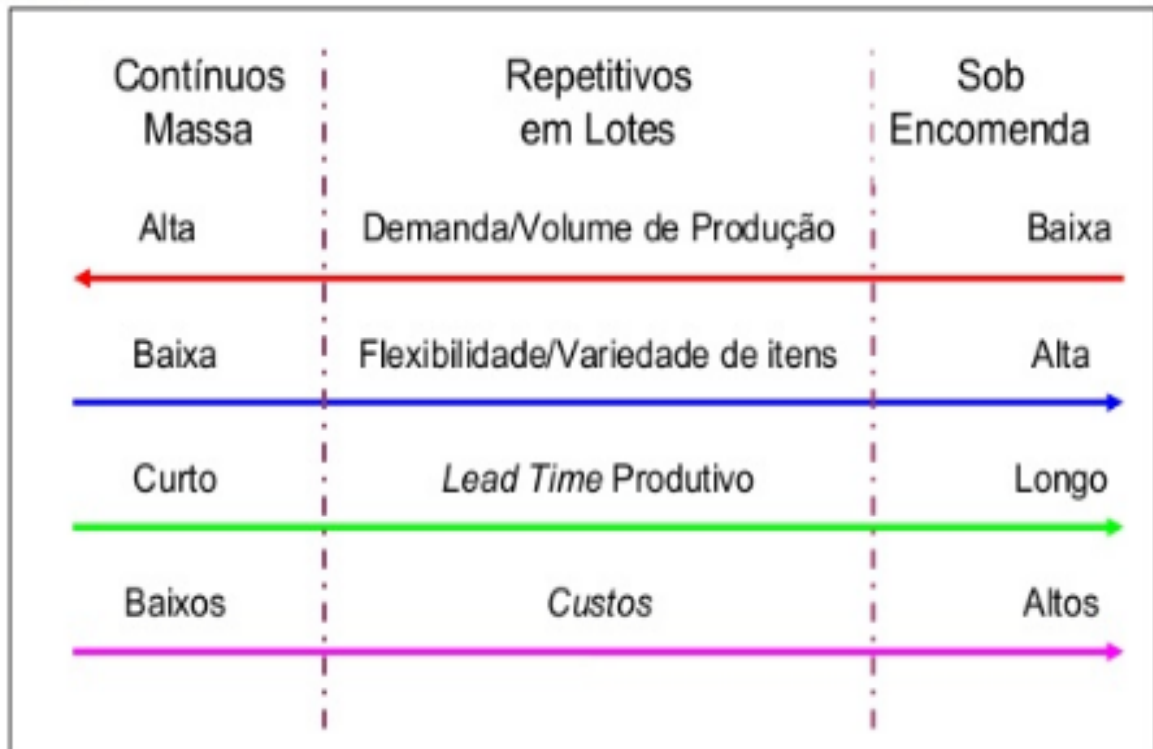 Contínuos Repetitivos Sob
Massa em Lotes Encomenda
Alta Demanda/Volume de Produção Baixa
Baixa Flexibilidade/Variedade de itens Alta
Curto Lead Time Produtivo Longo
Baixos Custos Altos